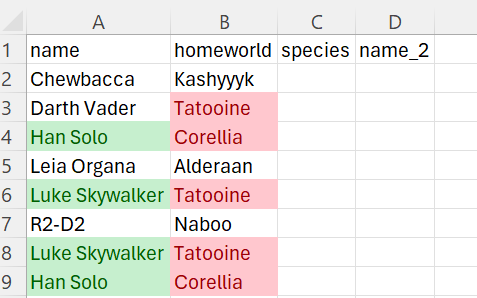 A B C D
1 name homeworld species name_2
2 Chewbacca Kashyyyk
3 Darth Vader Tatooine
4 Han Solo Corellia
5 Leia Organa Alderaan
6 Luke Skywalker Tatooine
7 R2-D2 Naboo
8 Luke Skywalker Tatooine
9 Han Solo Corellia